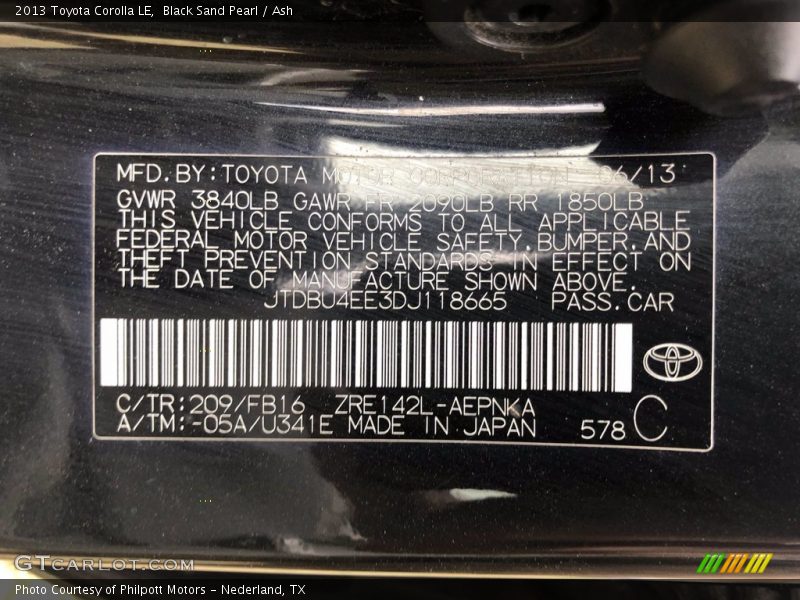 2013 Toyota Corolla LE, Black Sand Pearl / Ash
MFD.BY:TOYOTA MOTOR CORPORATION 06/13
GVWR 3840LB GAWR FR 2090LB RR 1850LB
THIS VEHICLE CONFORMS TO ALL APPLICABLE
FEDERAL MOTOR VEHICLE SAFETY,BUMPER,AND
THEFT PREVENTION STANDARDS IN EFFECT ON
THE DATE OF MANUFACTURE SHOWN ABOVE.
JTDBU4EE3DJ118665 PASS.CAR
C/TR:209/FB16 ZRE142L-AEPNKA
A/TM:-05A/U341E MADE IN JAPAN 578 C
GTCARLOT.COM
Photo Courtesy of Philpott Motors - Nederland, TX